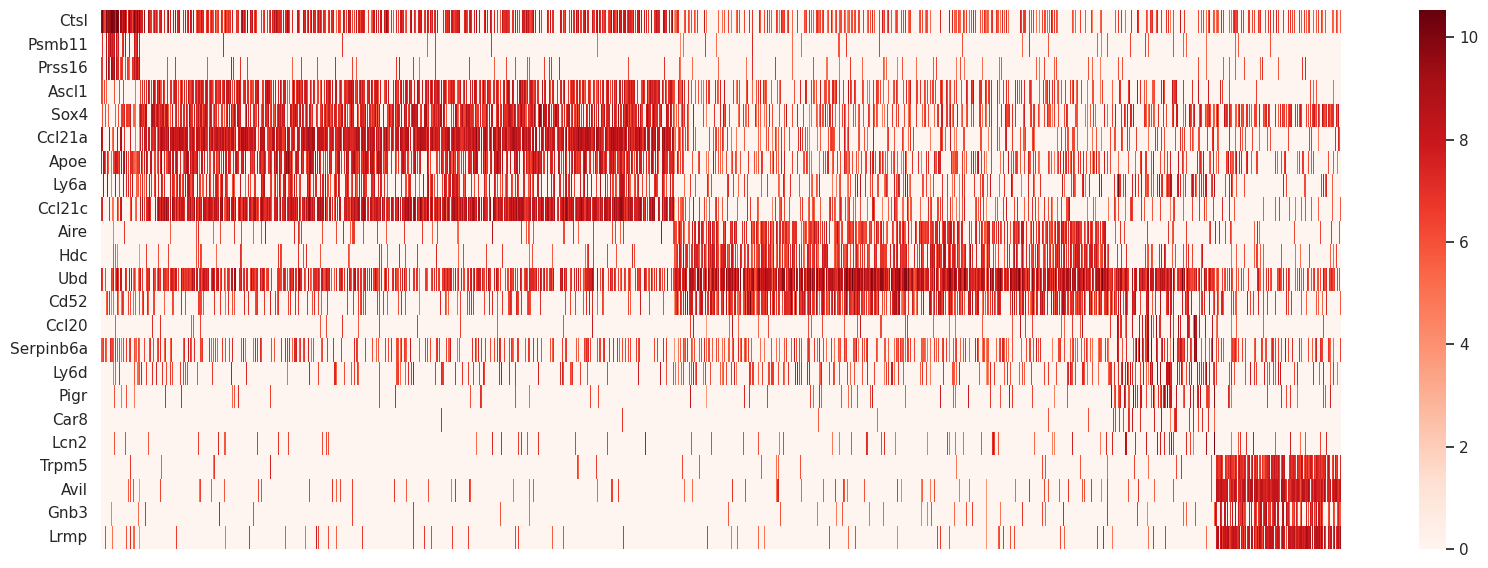 Ctsl
Psmb11
Prss16
Ascl1
Sox4
Ccl21a
Apoe
Ly6a
Ccl21c
Aire
Hdc
Ubd
Cd52
Ccl20
Serpinb6a
Ly6d
Pigr
Car8
Lcn2
Trpm5
Avil
Gnb3
Lrmp
10
8
6
4
2
0